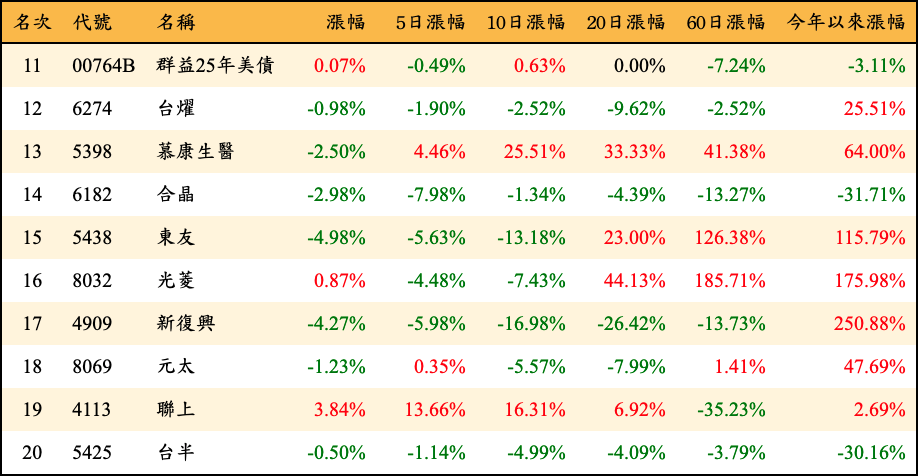 名次 代號 名稱 漲幅 5日漲幅 10日漲幅 20日漲幅 60日漲幅 今年以來漲幅
11 00764B 群益25年美債 0.07% -0.49% 0.63% 0.00% -7.24% -3.11%
12 6274 台燿 -0.98% -1.90% -2.52% -9.62% -2.52% 25.51%
13 5398 慕康生醫 -2.50% 4.46% 25.51% 33.33% 41.38% 64.00%
14 6182 合晶 -2.98% -7.98% -1.34% -4.39% -13.27% -31.71%
15 5438 東友 -4.98% -5.63% -13.18% 23.00% 126.38% 115.79%
16 8032 光菱 0.87% -4.48% -7.43% 44.13% 185.71% 175.98%
17 4909 新復興 -4.27% -5.98% -16.98% -26.42% -13.73% 250.88%
18 8069 元太 -1.23% 0.35% -5.57% -7.99% 1.41% 47.69%
19 4113 聯上 3.84% 13.66% 16.31% 6.92% -35.23% 2.69%
20 5425 台半 -0.50% -1.14% -4.99% -4.09% -3.79% -30.16%